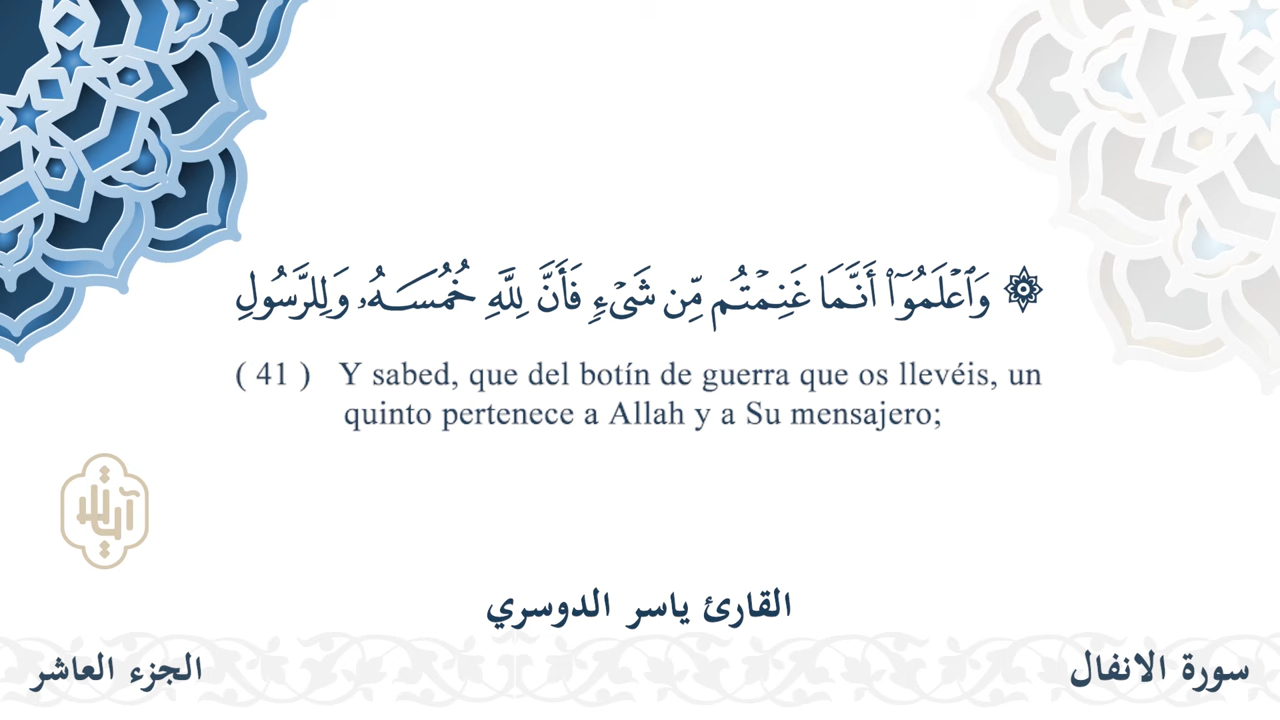 ۞ وَٱعۡلَمُوٓاْ أَنَّمَا غَنِمۡتُم مِّن شَيۡءٖ فَأَنَّ لِلَّهِ خُمُسَهُۥ وَلِلرَّسُولِ
( 41 ) Y sabed, que del botín de guerra que os llevéis, un
quinto pertenece a Allah y a Su mensajero;
القارئ ياسر الدوسري
سورة الانفال
الجزء العاشر